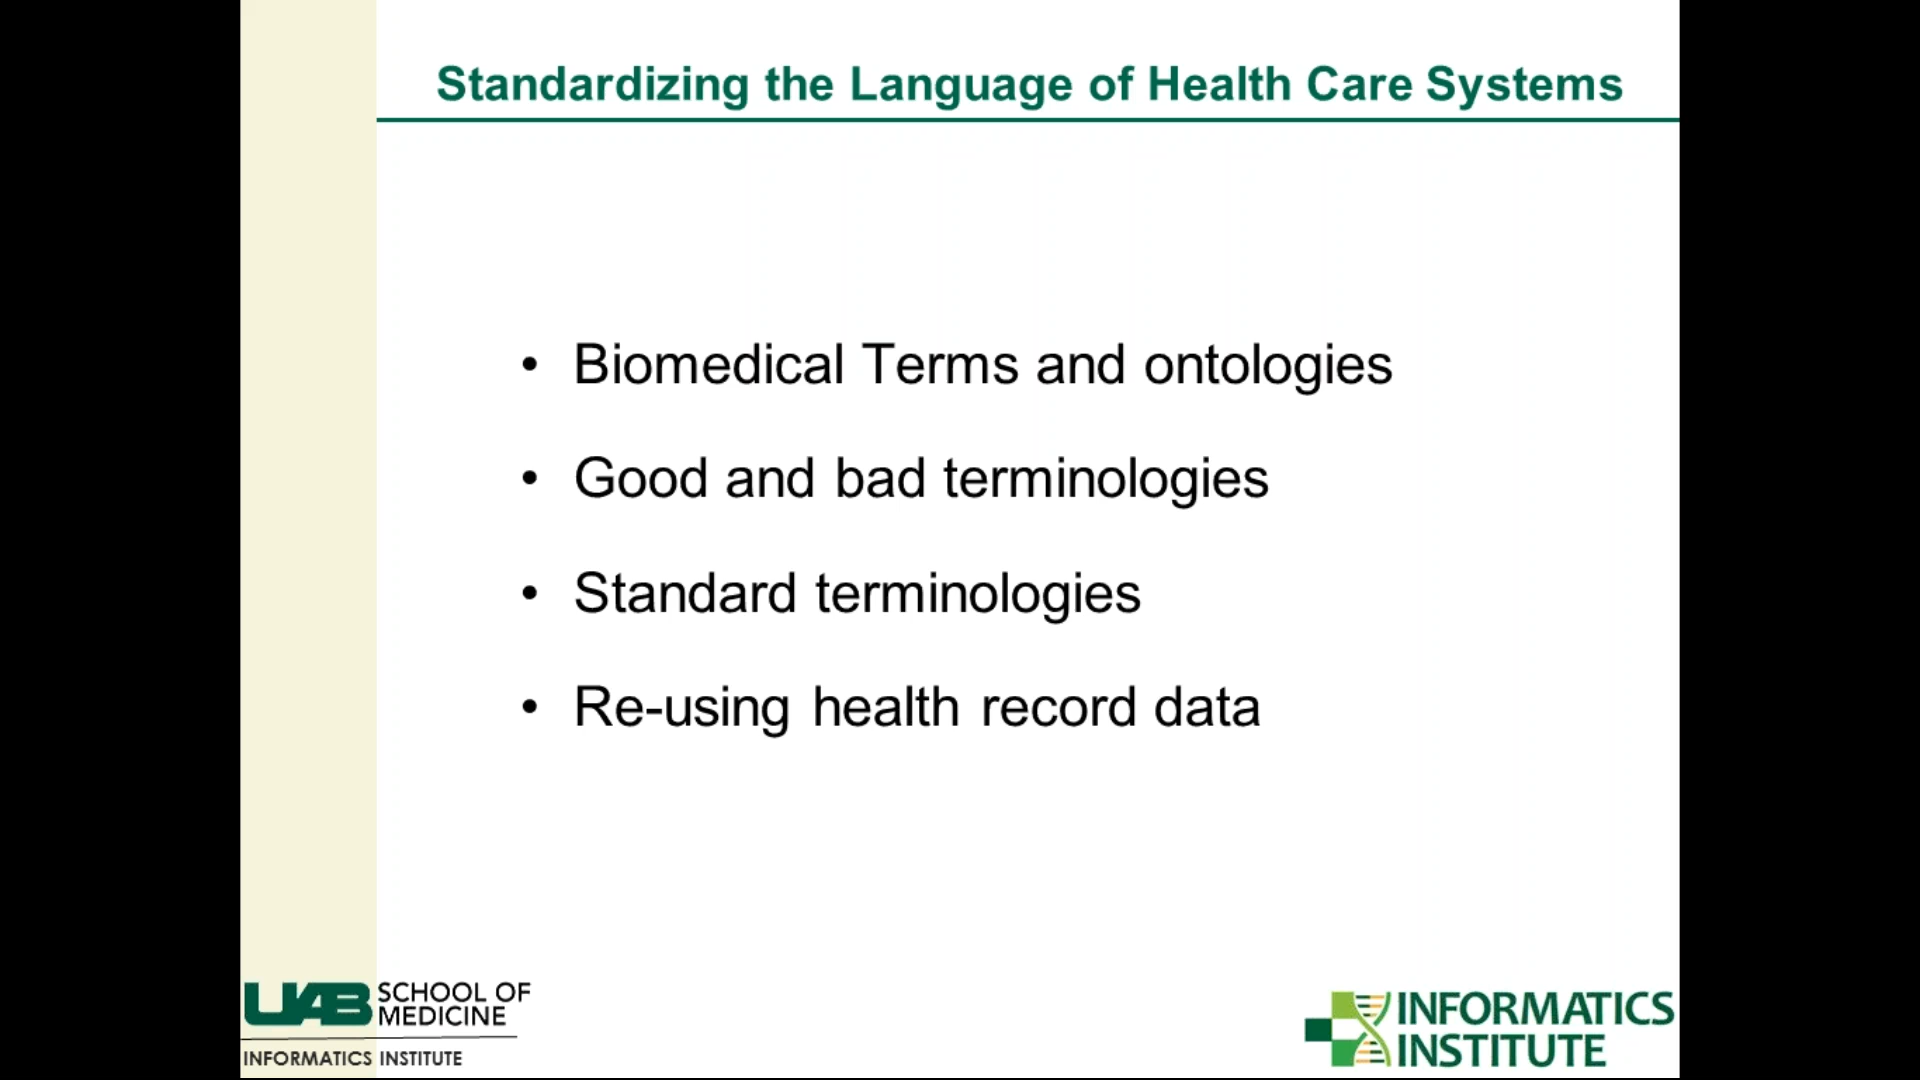 Standardizing the Language of Health Care Systems
• Biomedical Terms and ontologies
• Good and bad terminologies
• Standard terminologies
• Re-using health record data
UAB SCHOOL OF
MEDICINE
INFORMATICS INSTITUTE
INFORMATICS
INSTITUTE